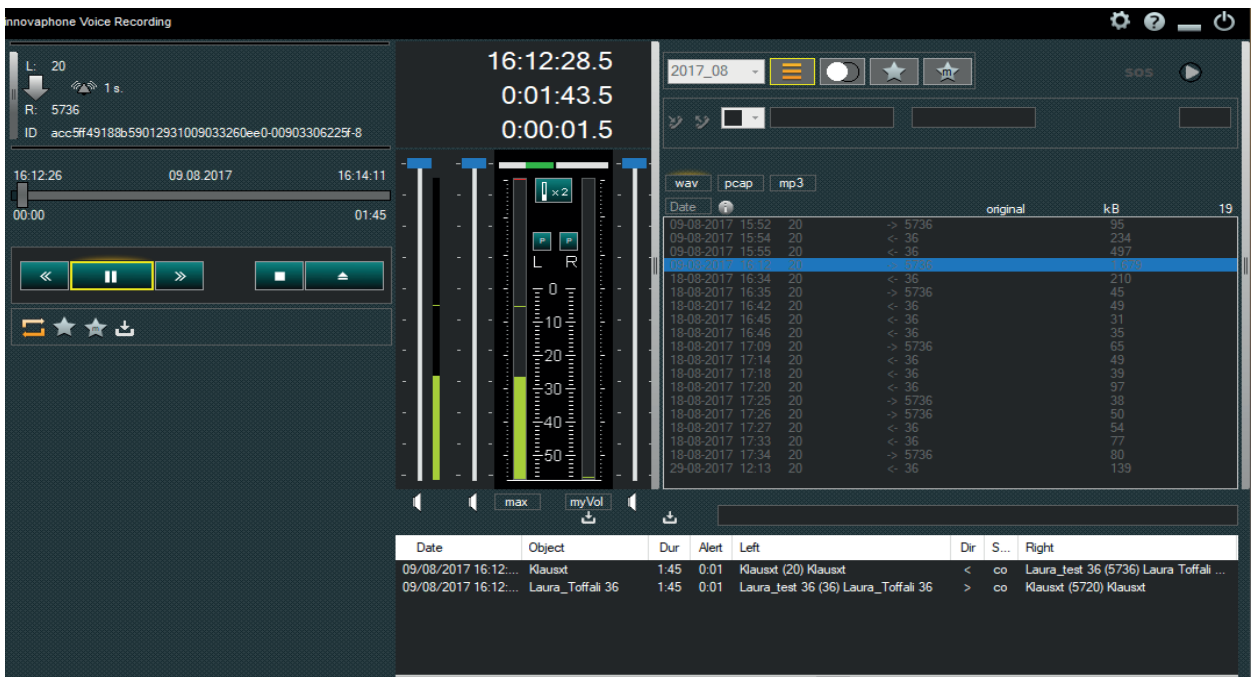 innovaphone Voice Recording
L: 20
1 s.
R: 5736
ID acc5ff49188b59012931009033260ee0-00903306225f-8
16:12:26 09.08.2017 16:14:11
00:00 01:45
16:12:28.5
0:01:43.5
0:00:01.5
x2
P P
L R
0
10
20
30
40
50
max myVol
2017_08 m sos
wav pcap mp3
Date original kB 19
09-08-2017 15:52 20 -> 5736 95
09-08-2017 15:54 20 <- 36 234
09-08-2017 15:55 20 <- 36 497
18-08-2017 16:34 20 <- 36 210
18-08-2017 16:35 20 -> 5736 45
18-08-2017 16:42 20 <- 36 49
18-08-2017 16:45 20 <- 36 31
18-08-2017 16:46 20 <- 36 35
18-08-2017 17:09 20 -> 5736 65
18-08-2017 17:14 20 <- 36 49
18-08-2017 17:18 20 <- 36 39
18-08-2017 17:20 20 <- 36 97
18-08-2017 17:25 20 -> 5736 38
18-08-2017 17:26 20 -> 5736 50
18-08-2017 17:27 20 <- 36 54
18-08-2017 17:33 20 <- 36 77
18-08-2017 17:34 20 -> 5736 80
29-08-2017 12:13 20 <- 36 139
Date Object Dur Alert Left Dir S... Right
09/08/2017 16:12:... Klausxt 1:45 0:01 Klausxt (20) Klausxt < co Laura_test 36 (5736) Laura Toffali ...
09/08/2017 16:12:... Laura_Toffali 36 1:45 0:01 Laura_test 36 (36) Laura_Toffali 36 > co Klausxt (5720) Klausxt